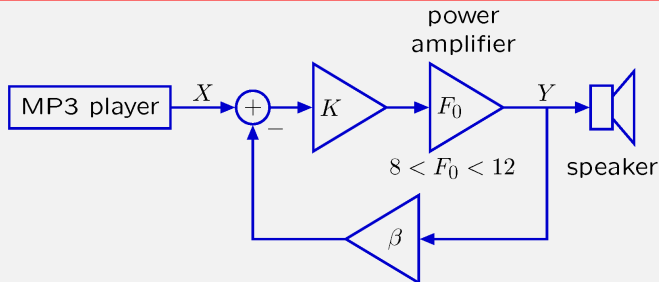 power
amplifier
MP3 player
X
+
−
K
F₀
Y
8 < F₀ < 12
speaker
β